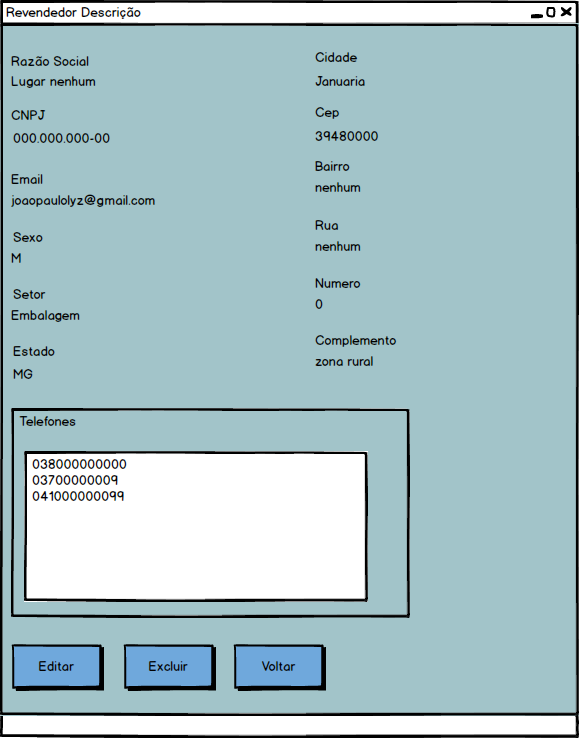 Revendedor Descrição
Razão Social
Lugar nenhum
CNPJ
000.000.000-00
Email
joaopaulolyz@gmail.com
Sexo
M
Setor
Embalagem
Estado
MG
Cidade
Januaria
Cep
39480000
Bairro
nenhum
Rua
nenhum
Numero
0
Complemento
zona rural
Telefones
038000000000
03700000009
041000000099
Editar
Excluir
Voltar